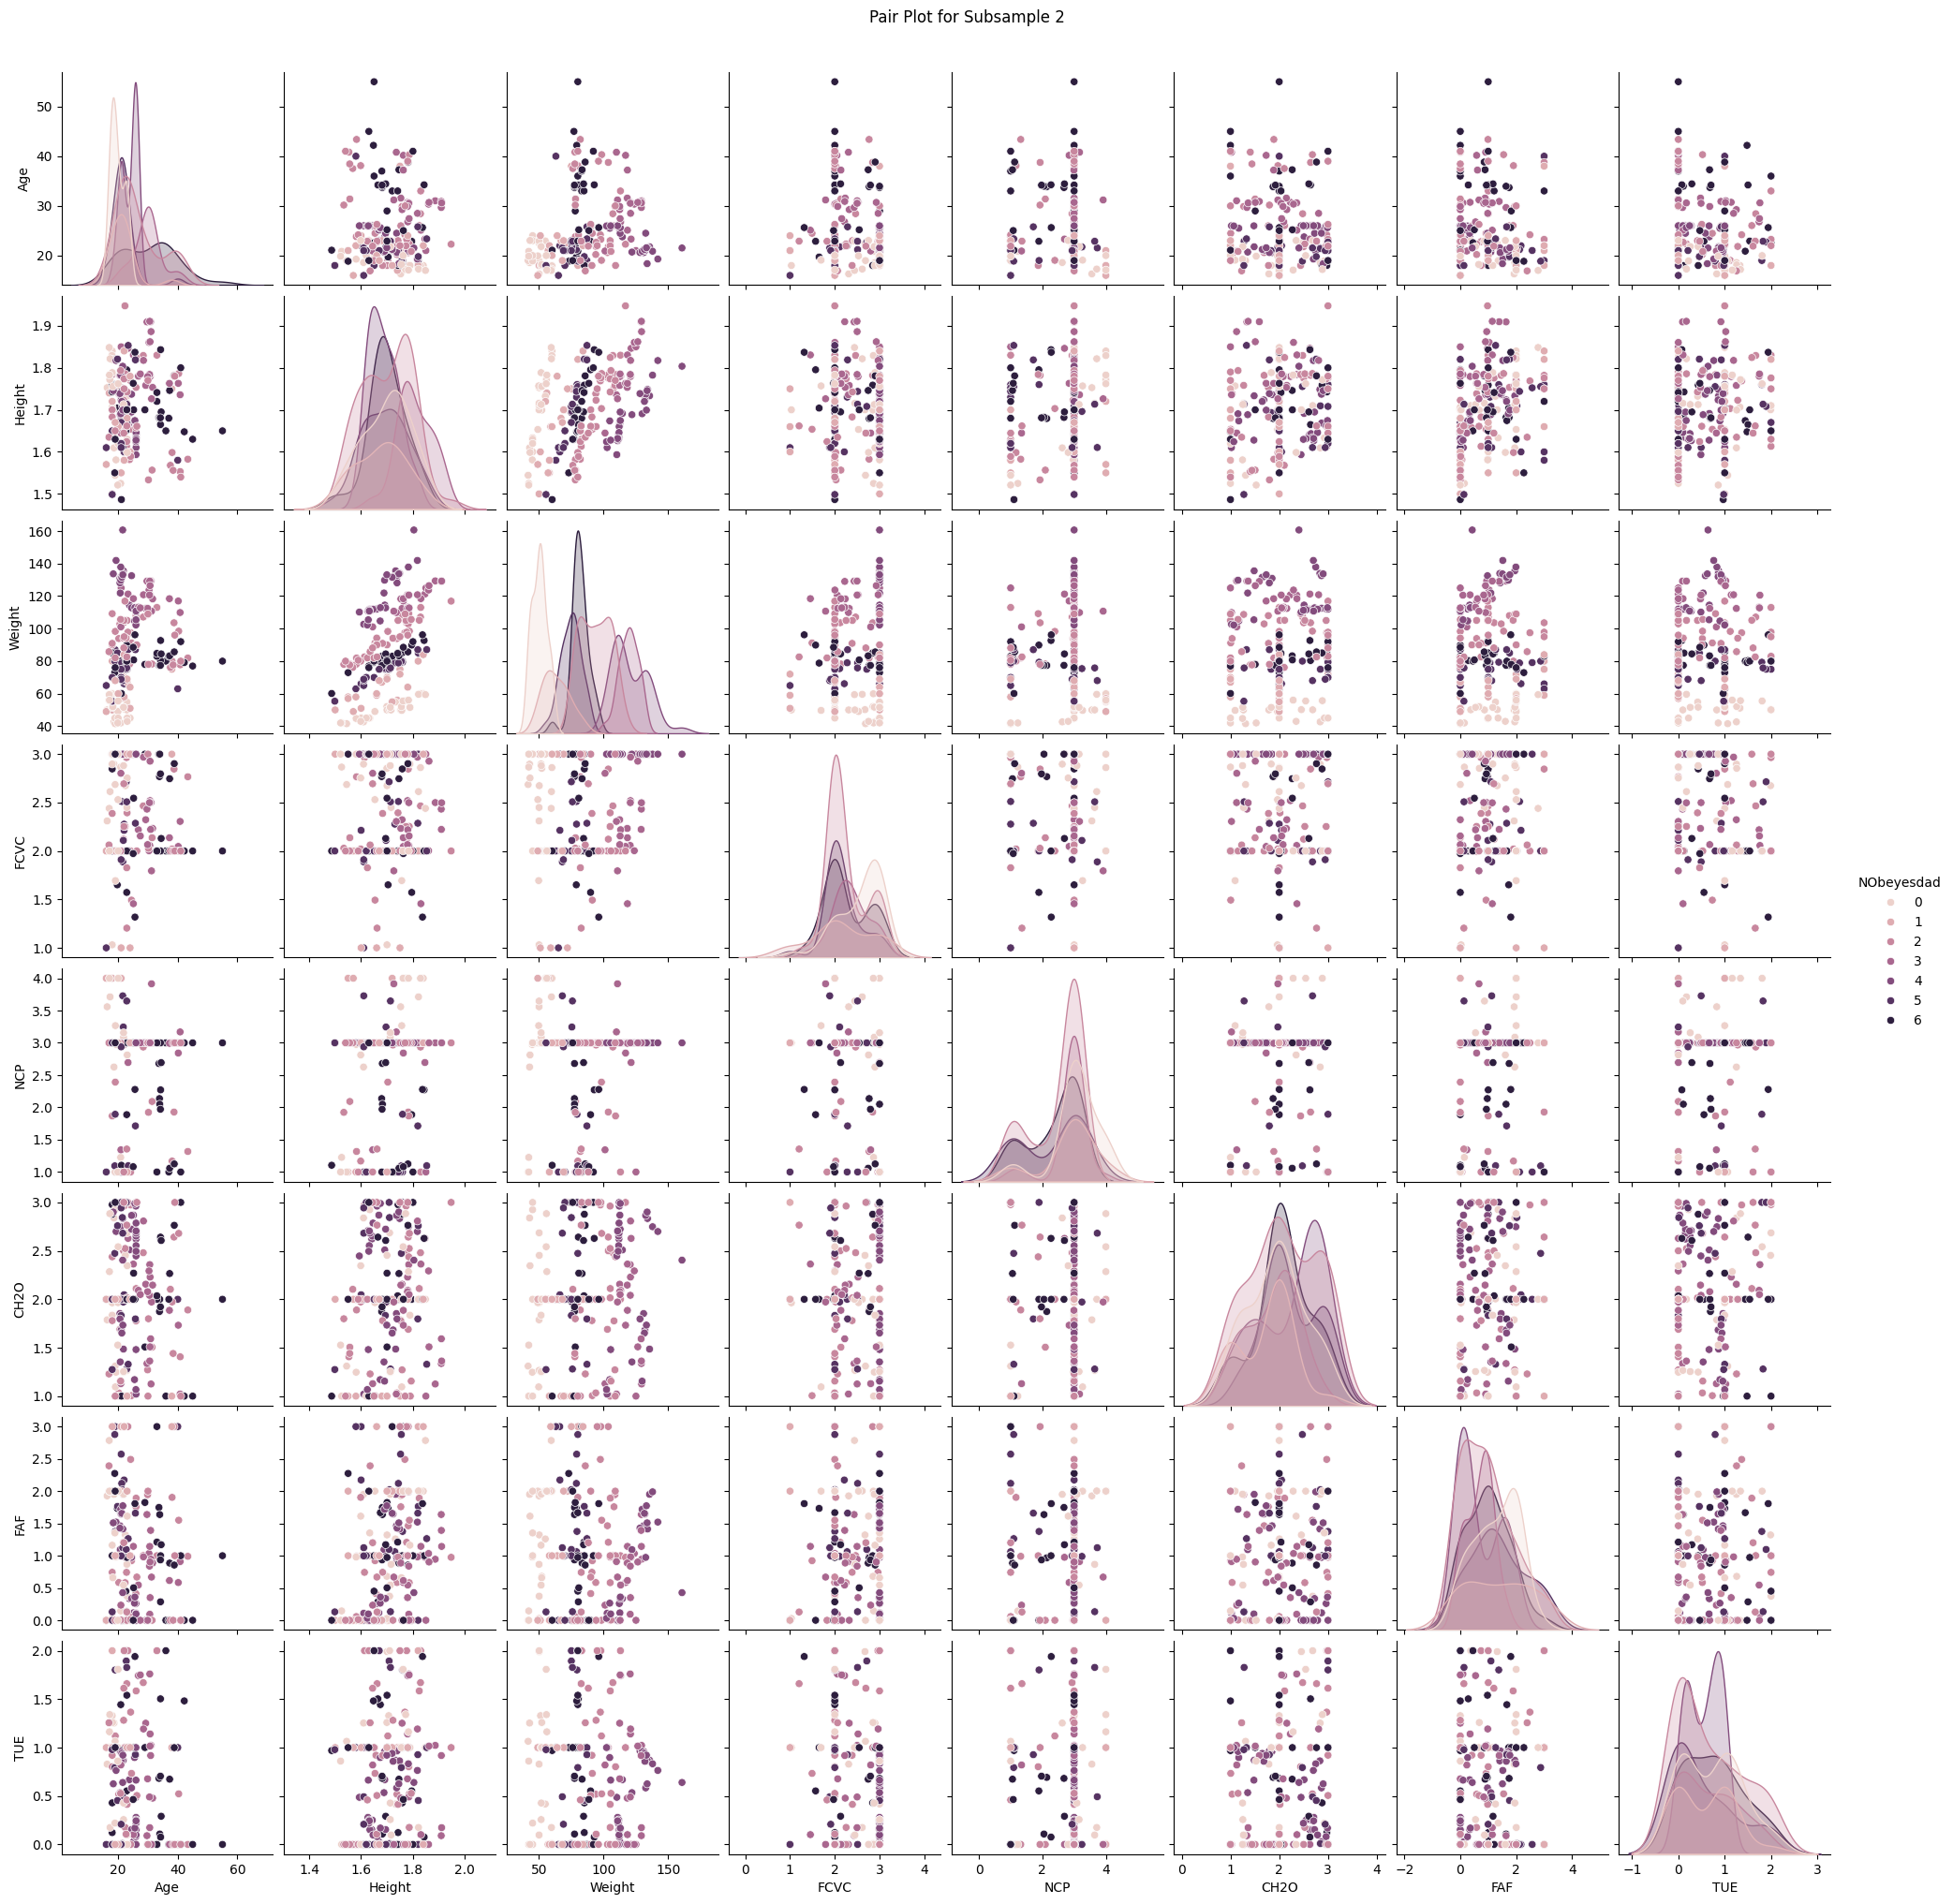 Pair Plot for Subsample 2
50
40
30
20
Age
1.9
1.8
1.7
1.6
1.5
Height
160
140
120
100
80
60
40
Weight
3.0
2.5
2.0
1.5
1.0
FCVC
4.0
3.5
3.0
2.5
2.0
1.5
1.0
NCP
3.0
2.5
2.0
1.5
1.0
CH2O
3.0
2.5
2.0
1.5
1.0
0.5
0.0
FAF
2.0
1.5
1.0
0.5
0.0
TUE
20 40 60
1.4 1.6 1.8 2.0
50 100 150
0 1 2 3 4
0 2 4
0 1 2 3 4
−2 0 2 4
−1 0 1 2 3
Age Height Weight FCVC NCP CH2O FAF TUE
NObeyesdad
0
1
2
3
4
5
6